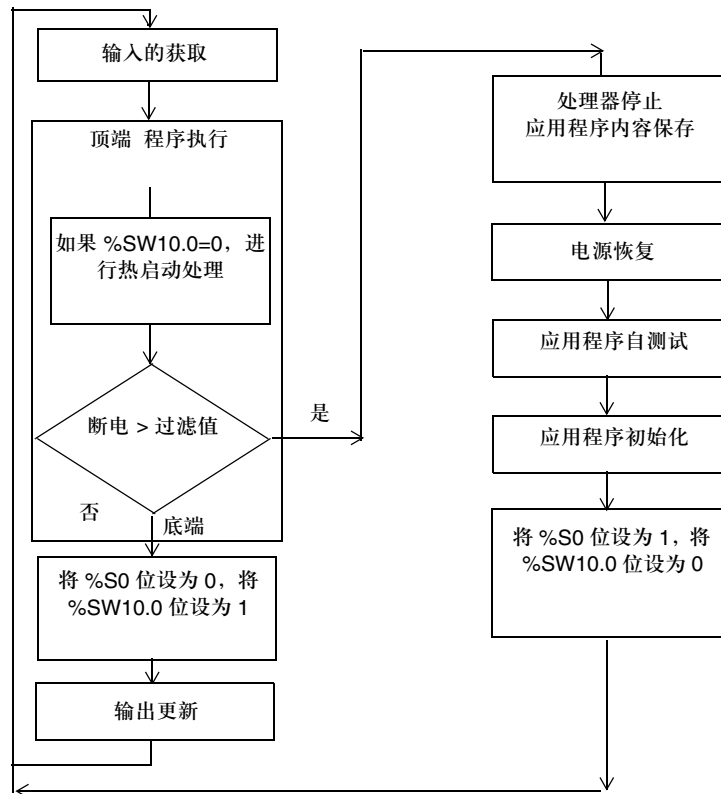 输入的获取
顶端 程序执行
如果 %SW10.0=0，进
行热启动处理
断电 > 过滤值
是
否
底端
将 %S0 位设为 0，将
%SW10.0 位设为 1
输出更新
处理器停止
应用程序内容保存
电源恢复
应用程序自测试
应用程序初始化
将 %S0 位设为 1，将
%SW10.0 位设为 0